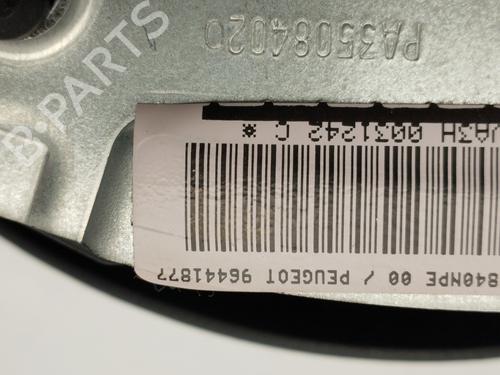 840NPE 00 / PEUGEOT 96441877
UA3H 0031242 C *
PA35084020
B-Parts